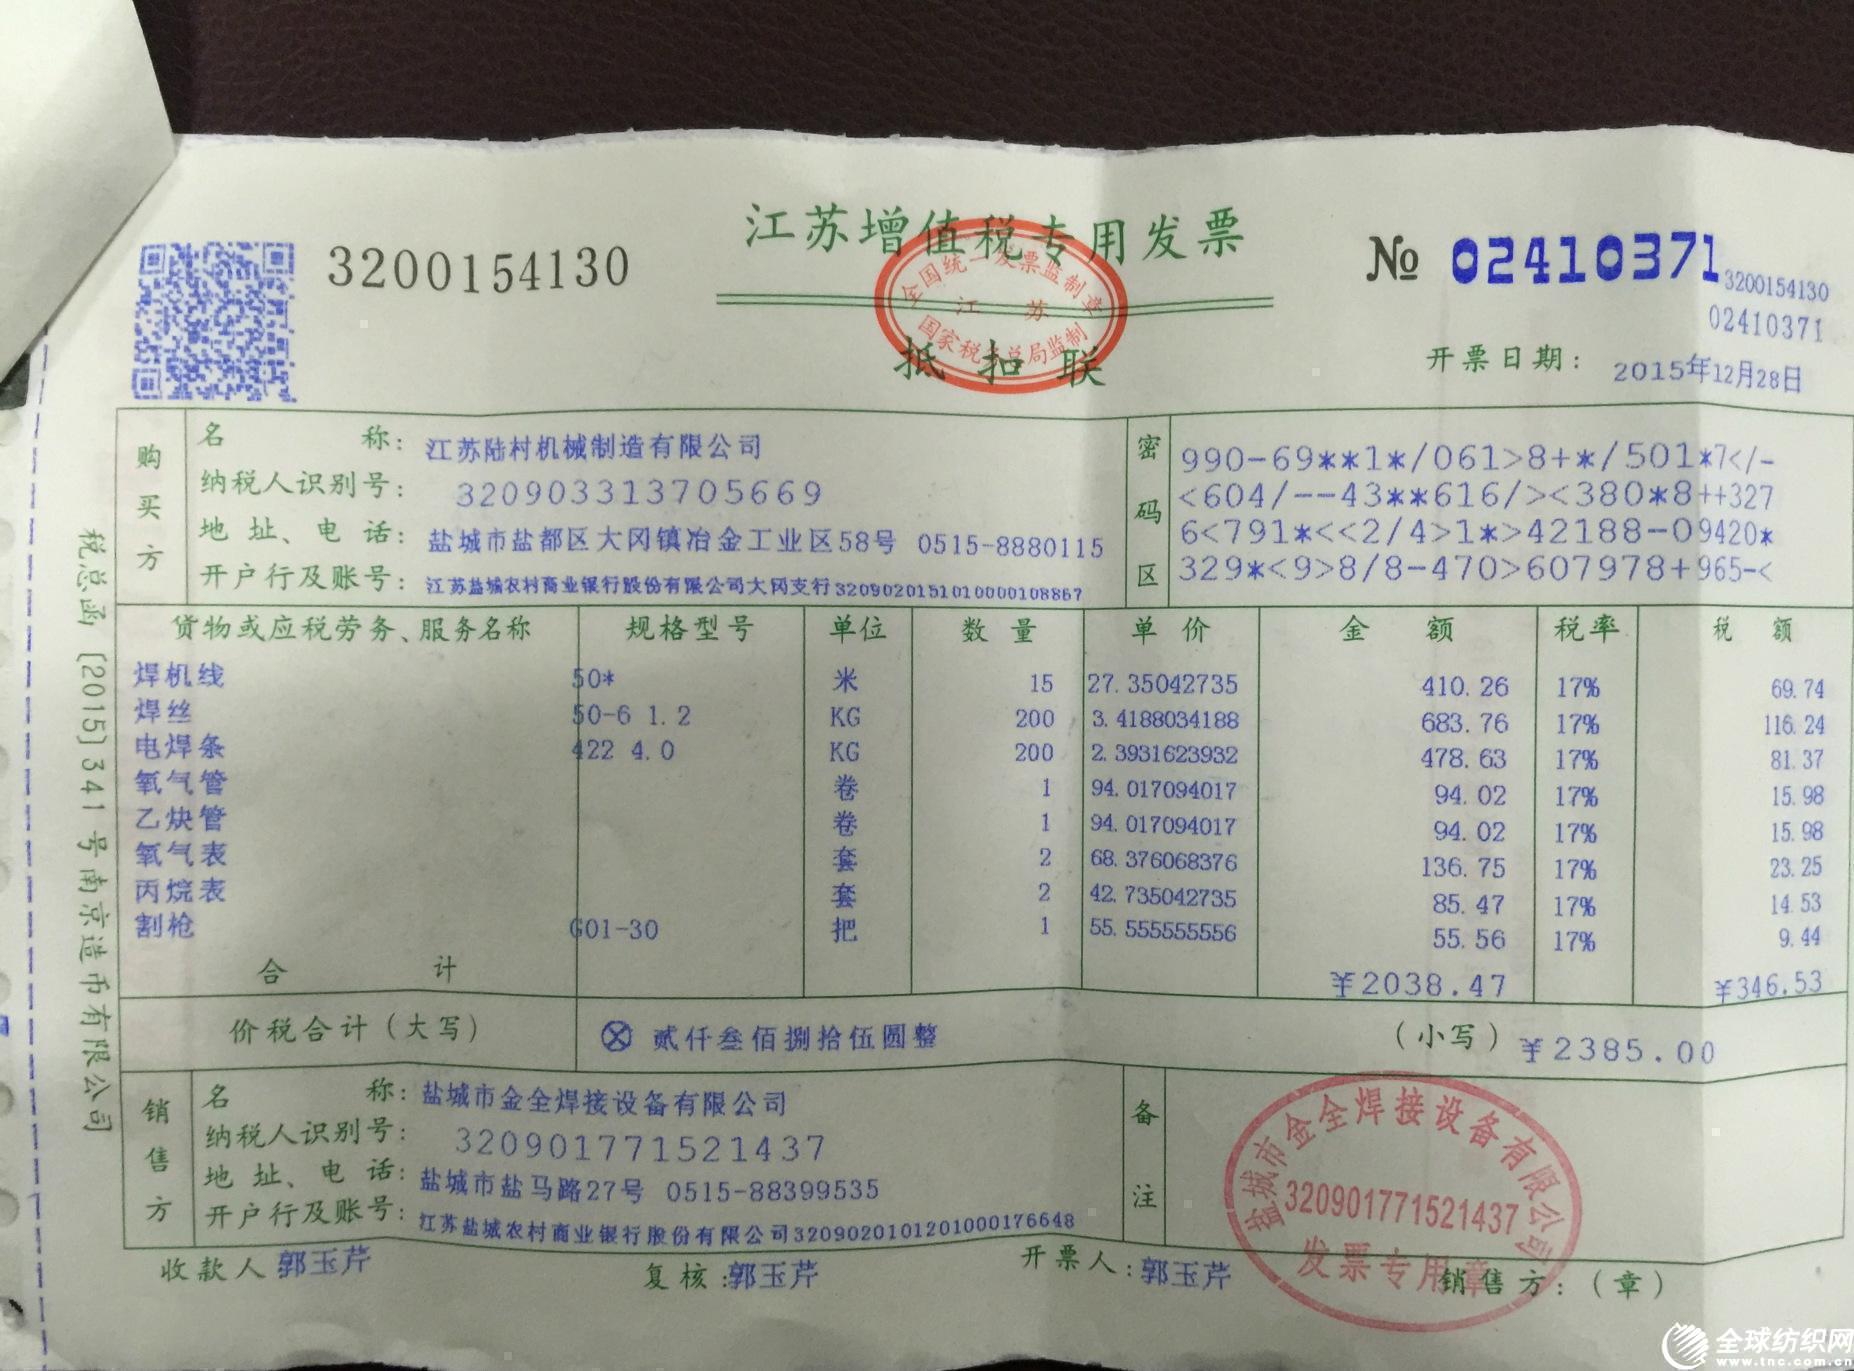 江苏增值税专用发票
3200154130
№ 02410371
3200154130
02410371
全国统一发票监制章
江 苏
国家税务总局监制
抵扣联
开票日期: 2015年12月28日
税总函〔2015〕341号南京造币有限公司
购买方
名 称: 江苏陆村机械制造有限公司
纳税人识别号: 320903313705669
地 址、电 话: 盐城市盐都区大冈镇冶金工业区58号 0515-8880115
开户行及账号: 江苏盐城农村商业银行股份有限公司大冈支行3209020151010000108867
密码区
990-69**1*/061>8+*/501*7</-
<604/--43**616/><380*8++327
6<791*<<2/4>1*>42188-09420*
329*<9>8/8-470>607978+965-<
货物或应税劳务、服务名称 规格型号 单位 数量 单价 金额 税率 税额
焊机线 50* 米 15 27.35042735 410.26 17% 69.74
焊丝 50-6 1.2 KG 200 3.4188034188 683.76 17% 116.24
电焊条 422 4.0 KG 200 2.3931623932 478.63 17% 81.37
氧气管 卷 1 94.017094017 94.02 17% 15.98
乙炔管 卷 1 94.017094017 94.02 17% 15.98
氧气表 套 2 68.376068376 136.75 17% 23.25
丙烷表 套 2 42.735042735 85.47 17% 14.53
割枪 G01-30 把 1 55.555555556 55.56 17% 9.44
合 计 ¥2038.47 ¥346.53
价税合计(大写) ⊗ 贰仟叁佰捌拾伍圆整 (小写) ¥2385.00
销售方
名 称: 盐城市金全焊接设备有限公司
纳税人识别号: 320901771521437
地 址、电 话: 盐城市盐马路27号 0515-88399535
开户行及账号: 江苏盐城农村商业银行股份有限公司3209020101201000176648
备注
盐城市金全焊接设备有限公司
320901771521437
发票专用章
收款人 郭玉芹 复核:郭玉芹 开票人:郭玉芹 销售方:(章)
全球纺织网
www.tnc.com.cn